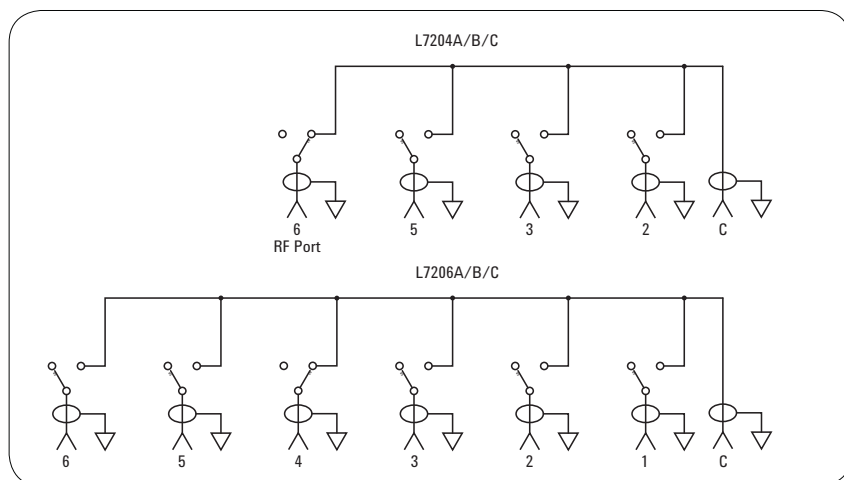 L7204A/B/C
6 5 3 2 C
RF Port
L7206A/B/C
6 5 4 3 2 1 C